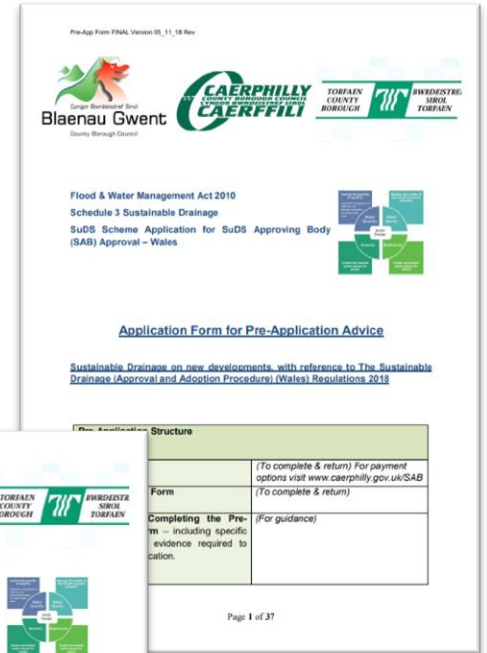 Pre-App Form FINAL Version 05_11_18 Rev
Cyngor Bwrdeistref Sirol
Blaenau Gwent
County Borough Council
CAERPHILLY
COUNTY BOROUGH COUNCIL
CYNGOR BWRDEISTREF SIROL
CAERFFILI
TORFAEN
COUNTY
BOROUGH
BWRDEISTRE
SIROL
TORFAEN
Flood & Water Management Act 2010
Schedule 3 Sustainable Drainage
SuDS Scheme Application for SuDS Approving Body
(SAB) Approval – Wales
Application Form for Pre-Application Advice
Sustainable Drainage on new developments, with reference to The Sustainable
Drainage (Approval and Adoption Procedure) (Wales) Regulations 2018
Structure
(To complete & return) For payment
options visit www.caerphilly.gov.uk/SAB
Form
(To complete & return)
Completing the Pre-
– including specific
evidence required to
(For guidance)
Page 1 of 37
TORFAEN
COUNTY
BOROUGH
BWRDEISTR
SIROL
TORFAEN